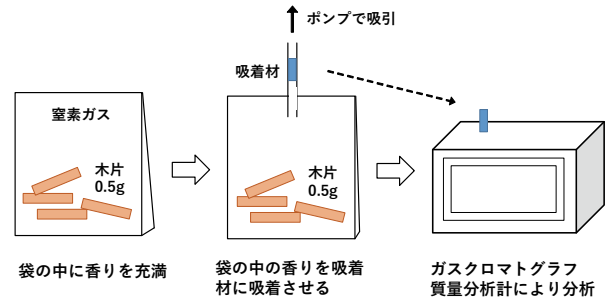 ポンプで吸引
吸着材
窒素ガス
木片
0.5g
木片
0.5g
袋の中に香りを充満
袋の中の香りを吸着
材に吸着させる
ガスクロマトグラフ
質量分析計により分析